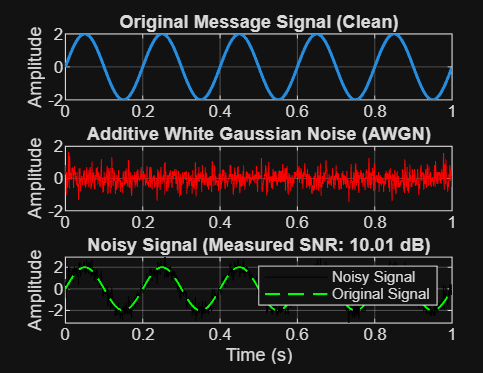 Original Message Signal (Clean)
Amplitude
2
0
-2
0 0.2 0.4 0.6 0.8 1
Additive White Gaussian Noise (AWGN)
Amplitude
2
0
-2
0 0.2 0.4 0.6 0.8 1
Noisy Signal (Measured SNR: 10.01 dB)
Amplitude
2
0
-2
Noisy Signal
Original Signal
0 0.2 0.4 0.6 0.8 1
Time (s)